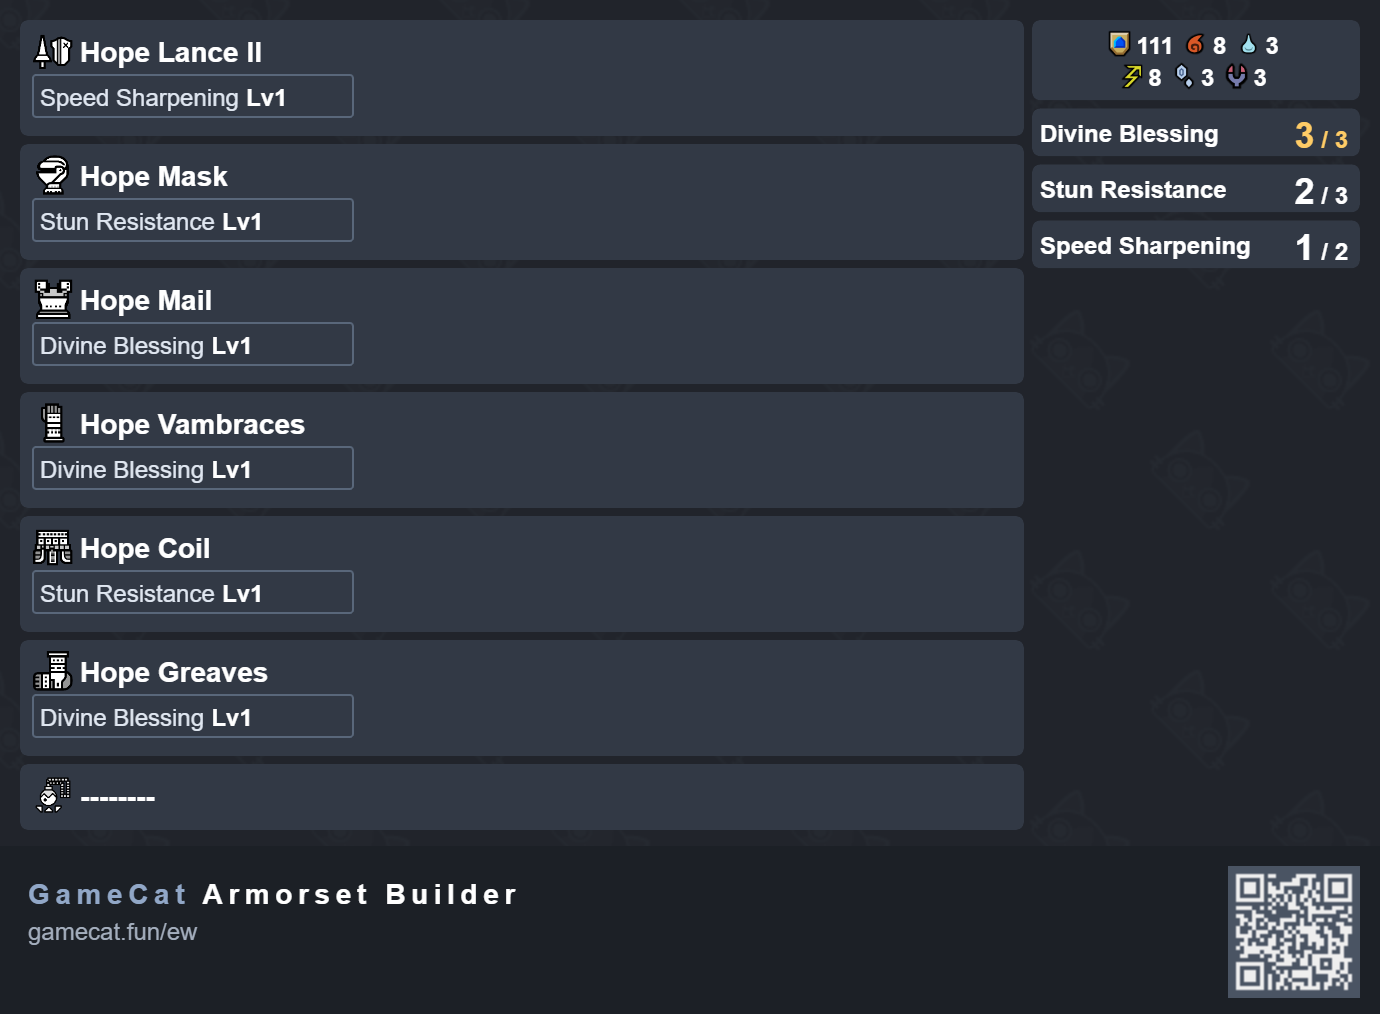 Hope Lance II
Speed Sharpening Lv1
Hope Mask
Stun Resistance Lv1
Hope Mail
Divine Blessing Lv1
Hope Vambraces
Divine Blessing Lv1
Hope Coil
Stun Resistance Lv1
Hope Greaves
Divine Blessing Lv1
--------
111 8 3
8 3 3
Divine Blessing 3 / 3
Stun Resistance 2 / 3
Speed Sharpening 1 / 2
GameCat Armorset Builder
gamecat.fun/ew